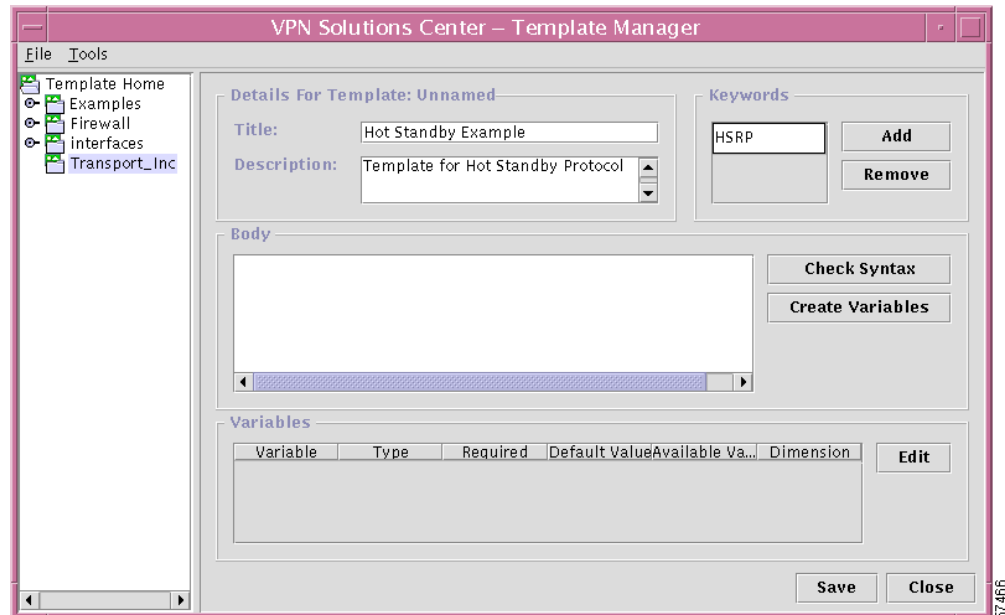 VPN Solutions Center – Template Manager
File Tools
Template Home
Examples
Firewall
interfaces
Transport_Inc
Details For Template: Unnamed
Title: Hot Standby Example
Description: Template for Hot Standby Protocol
Keywords
HSRP
Add
Remove
Body
Check Syntax
Create Variables
Variables
Variable Type Required Default Value Available Va... Dimension
Edit
Save Close
57466